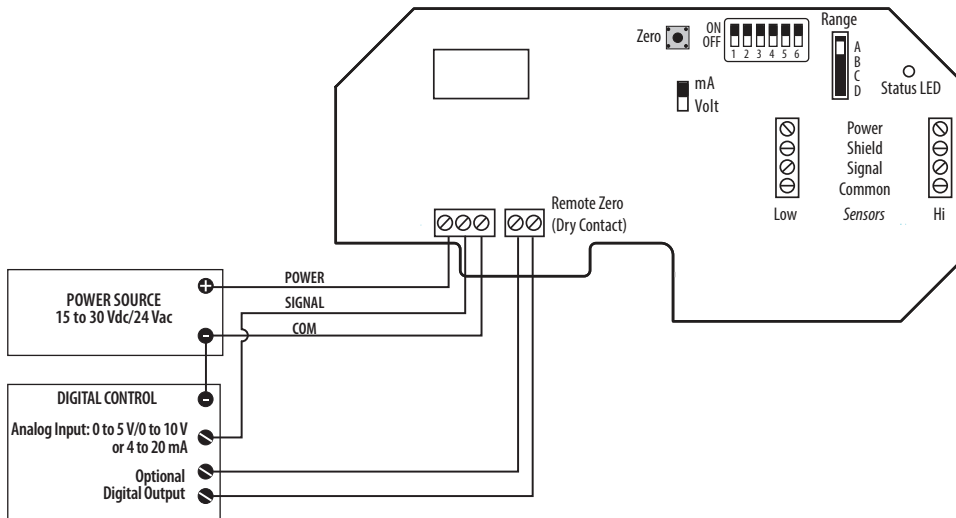 Zero
ON
OFF
1 2 3 4 5 6
Range
A
B
C
D
Status LED
mA
Volt
Power
Shield
Signal
Common
Low
Sensors
Hi
Remote Zero
(Dry Contact)
POWER
SIGNAL
COM
POWER SOURCE
15 to 30 Vdc/24 Vac
DIGITAL CONTROL
Analog Input: 0 to 5 V/0 to 10 V
or 4 to 20 mA
Optional
Digital Output